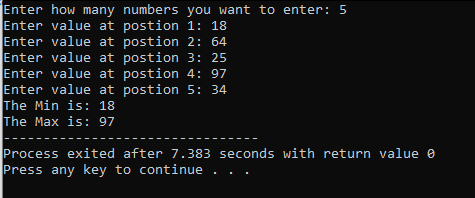 Enter how many numbers you want to enter: 5
Enter value at postion 1: 18
Enter value at postion 2: 64
Enter value at postion 3: 25
Enter value at postion 4: 97
Enter value at postion 5: 34
The Min is: 18
The Max is: 97
--------------------------------
Process exited after 7.383 seconds with return value 0
Press any key to continue . . .